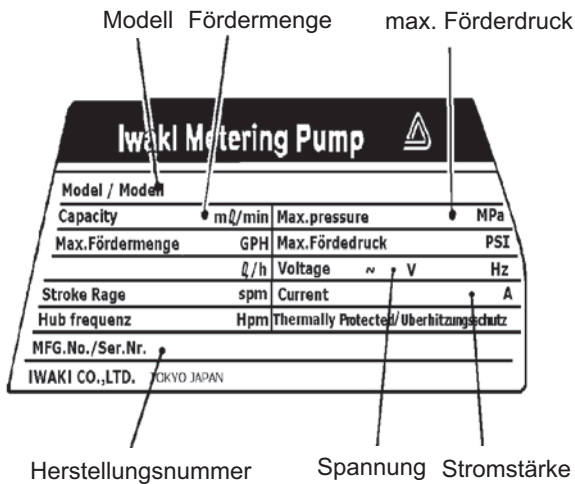 Modell Fördermenge max. Förderdruck
Iwaki Metering Pump
Model / Modell
Capacity mℓ/min Max.pressure MPa
Max.Fördermenge GPH Max.Fördedruck PSI
ℓ/h Voltage ~ V Hz
Stroke Rage spm Current A
Hub frequenz Hpm Thermally Protected/Uberhitzungsschutz
MFG.No./Ser.Nr.
IWAKI CO.,LTD. TOKYO JAPAN
Herstellungsnummer Spannung Stromstärke